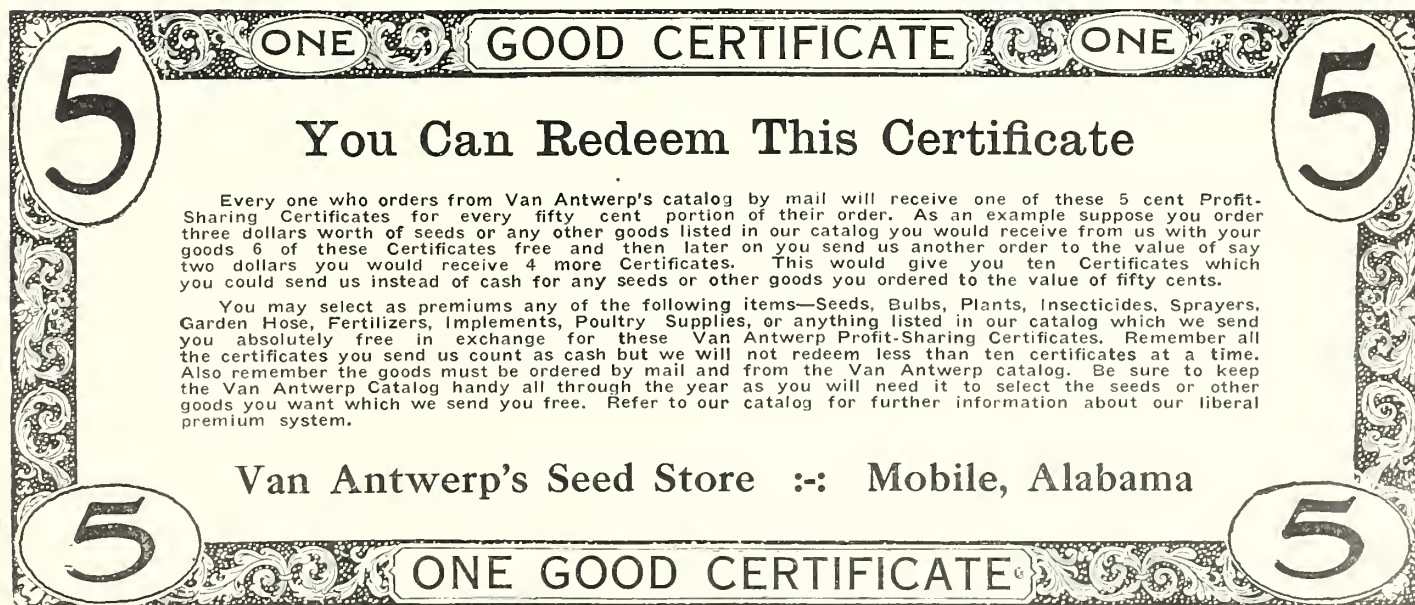 5 ONE GOOD CERTIFICATE ONE 5
You Can Redeem This Certificate
Every one who orders from Van Antwerp's catalog by mail will receive one of these 5 cent Profit-
Sharing Certificates for every fifty cent portion of their order. As an example suppose you order
three dollars worth of seeds or any other goods listed in our catalog you would receive from us with your
goods 6 of these Certificates free and then later on you send us another order to the value of say
two dollars you would receive 4 more Certificates. This would give you ten Certificates which
you could send us instead of cash for any seeds or other goods you ordered to the value of fifty cents.
You may select as premiums any of the following items—Seeds, Bulbs, Plants, Insecticides, Sprayers,
Garden Hose, Fertilizers, Implements, Poultry Supplies, or anything listed in our catalog which we send
you absolutely free in exchange for these Van Antwerp Profit-Sharing Certificates. Remember all
the certificates you send us count as cash but we will not redeem less than ten certificates at a time.
Also remember the goods must be ordered by mail and from the Van Antwerp catalog. Be sure to keep
the Van Antwerp Catalog handy all through the year as you will need it to select the seeds or other
goods you want which we send you free. Refer to our catalog for further information about our liberal
premium system.
Van Antwerp's Seed Store :-: Mobile, Alabama
5 ONE GOOD CERTIFICATE 5